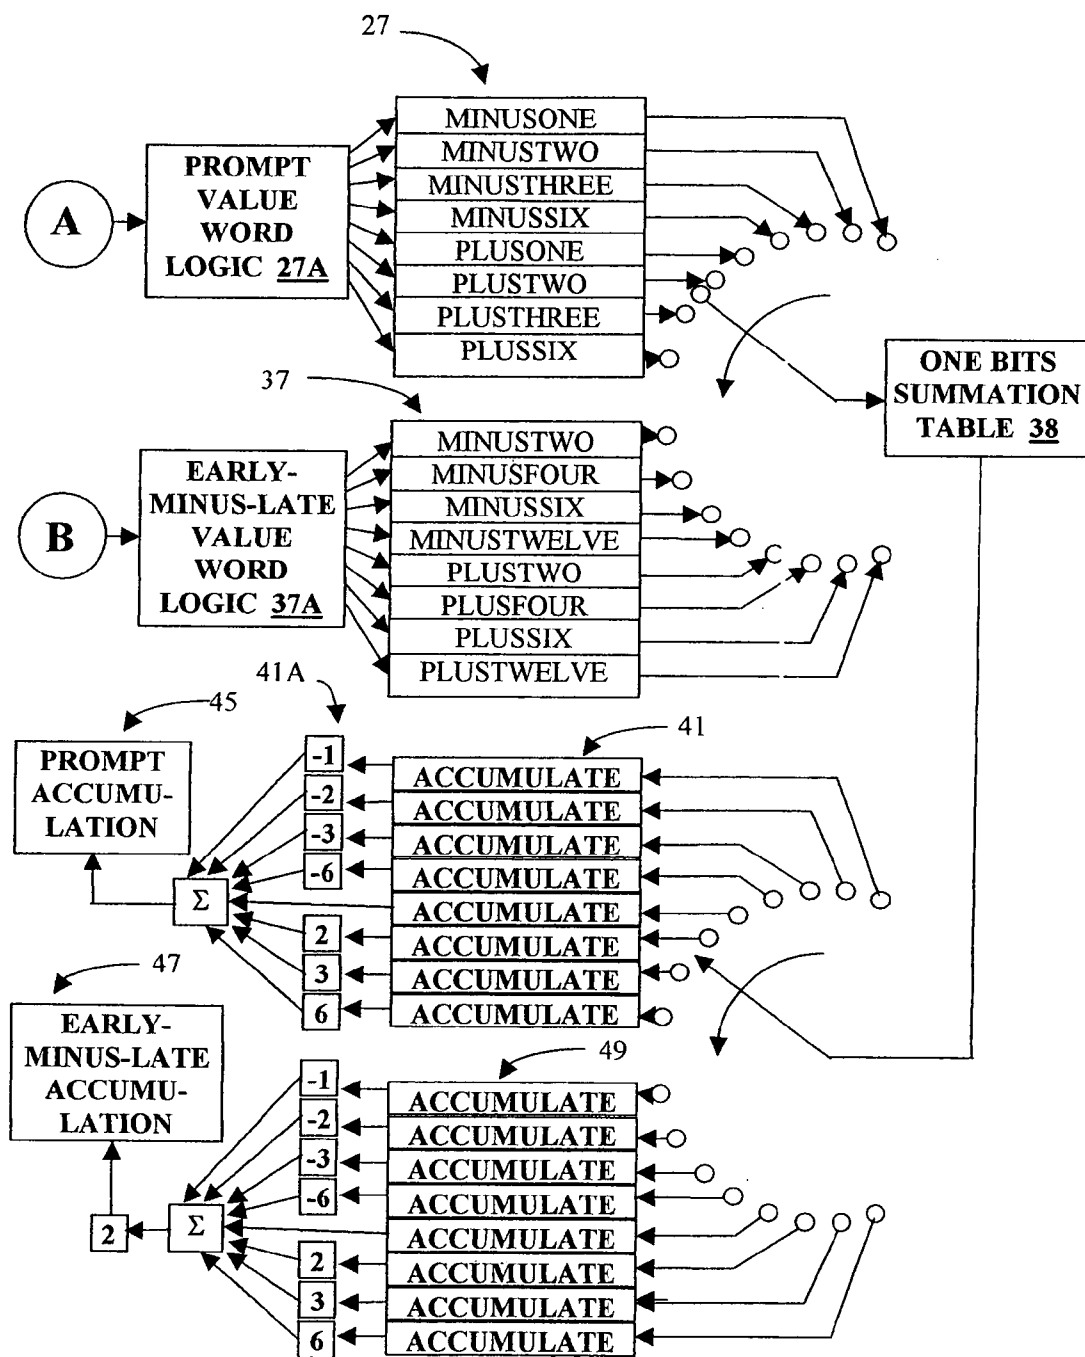 27
A
PROMPT
VALUE
WORD
LOGIC 27A
MINUSONE
MINUSTWO
MINUSTHREE
MINUSSIX
PLUSONE
PLUSTWO
PLUSTHREE
PLUSSIX
ONE BITS
SUMMATION
TABLE 38
37
B
EARLY-
MINUS-LATE
VALUE
WORD
LOGIC 37A
MINUSTWO
MINUSFOUR
MINUSSIX
MINUSTWELVE
PLUSTWO
PLUSFOUR
PLUSSIX
PLUSTWELVE
45
41A
41
PROMPT
ACCUMU-
LATION
Σ
-1
-2
-3
-6
2
3
6
ACCUMULATE
ACCUMULATE
ACCUMULATE
ACCUMULATE
ACCUMULATE
ACCUMULATE
ACCUMULATE
ACCUMULATE
47
49
EARLY-
MINUS-LATE
ACCUMU-
LATION
2
Σ
-1
-2
-3
-6
2
3
6
ACCUMULATE
ACCUMULATE
ACCUMULATE
ACCUMULATE
ACCUMULATE
ACCUMULATE
ACCUMULATE
ACCUMULATE